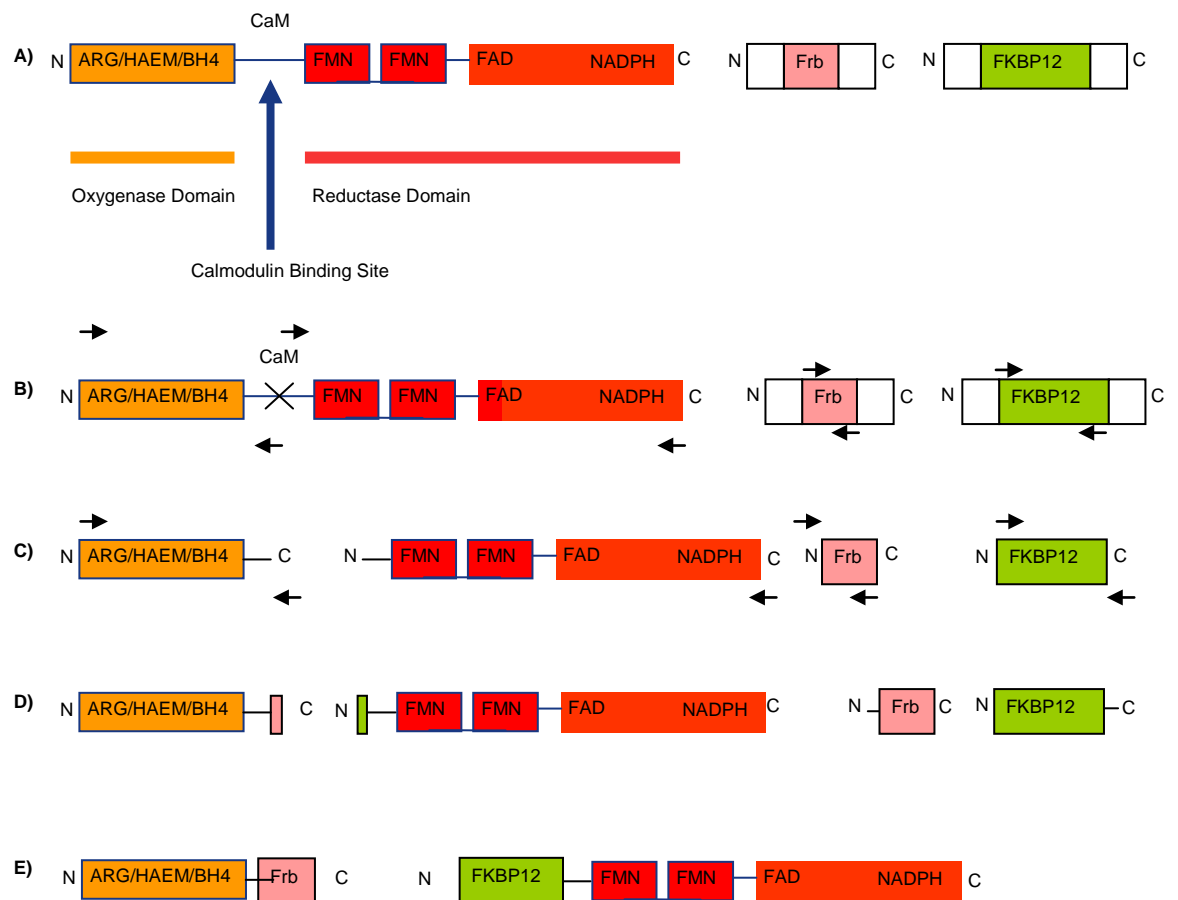 CaM
A) N ARG/HAEM/BH4 FMN FMN FAD NADPH C N Frb C N FKBP12 C
Oxygenase Domain Reductase Domain
Calmodulin Binding Site
CaM
B) N ARG/HAEM/BH4 FMN FMN FAD NADPH C N Frb C N FKBP12 C
C) N ARG/HAEM/BH4 C N FMN FMN FAD NADPH C N Frb C N FKBP12 C
D) N ARG/HAEM/BH4 C N FMN FMN FAD NADPH C N Frb C N FKBP12 C
E) N ARG/HAEM/BH4 Frb C N FKBP12 FMN FMN FAD NADPH C